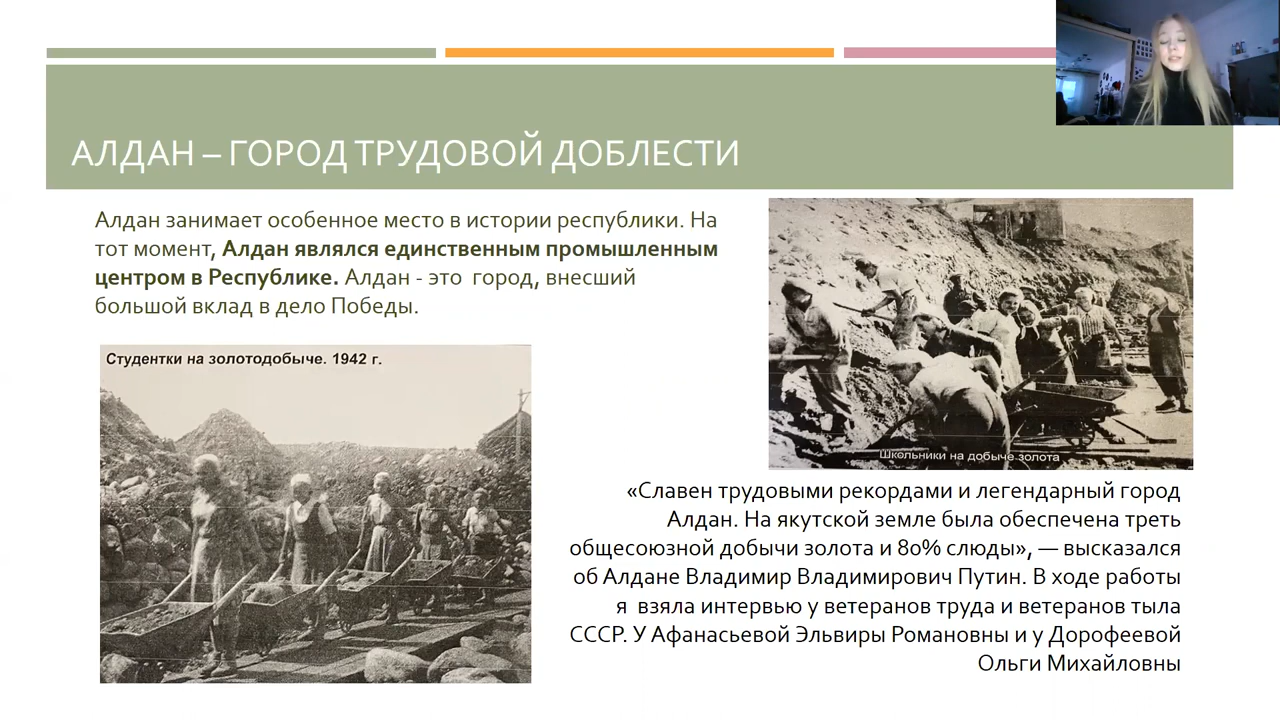 АЛДАН – ГОРОД ТРУДОВОЙ ДОБЛЕСТИ
Алдан занимает особенное место в истории республики. На
тот момент, Алдан являлся единственным промышленным
центром в Республике. Алдан - это  город, внесший
большой вклад в дело Победы.
Студентки на золотодобыче. 1942 г.
Школьники на добыче золота
«Славен трудовыми рекордами и легендарный город
Алдан. На якутской земле была обеспечена треть
общесоюзной добычи золота и 80% слюды», — высказался
об Алдане Владимир Владимирович Путин. В ходе работы
я  взяла интервью у ветеранов труда и ветеранов тыла
СССР. У Афанасьевой Эльвиры Романовны и у Дорофеевой
Ольги Михайловны